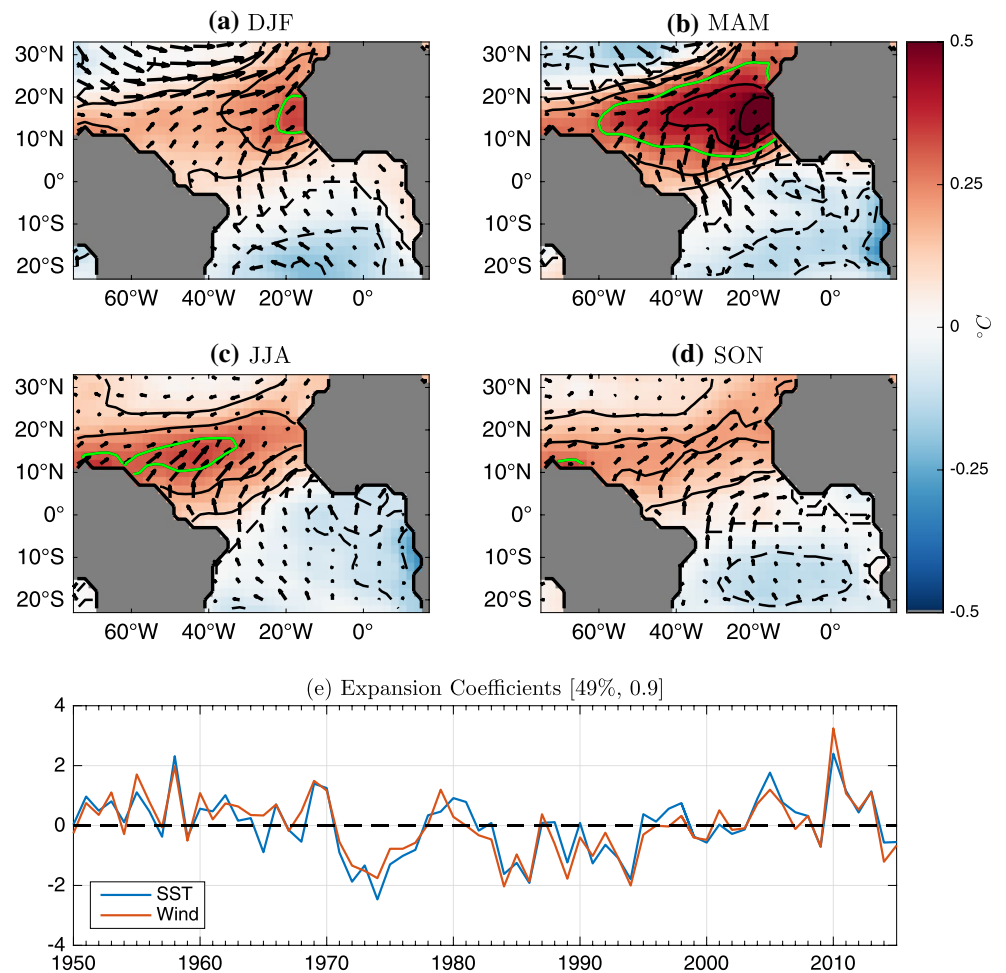 (a) DJF
(b) MAM
30°N
20°N
10°N
0°
10°S
20°S
60°W 40°W 20°W 0°
30°N
20°N
10°N
0°
10°S
20°S
60°W 40°W 20°W 0°
0.5
0.25
0
-0.25
-0.5
°C
(c) JJA
(d) SON
30°N
20°N
10°N
0°
10°S
20°S
60°W 40°W 20°W 0°
30°N
20°N
10°N
0°
10°S
20°S
60°W 40°W 20°W 0°
(e) Expansion Coefficients [49%, 0.9]
4
2
0
-2
-4
SST
Wind
1950 1960 1970 1980 1990 2000 2010